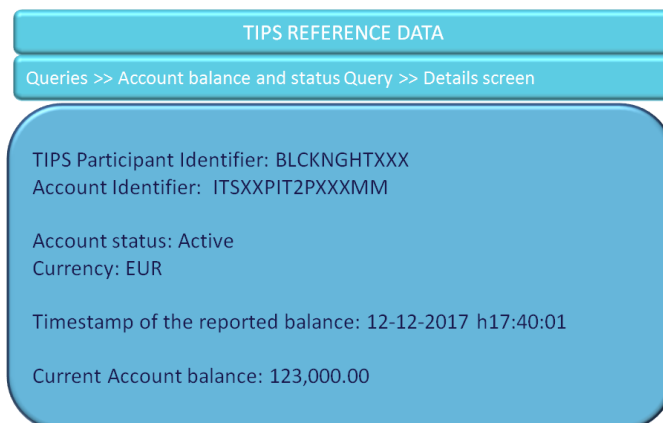 TIPS REFERENCE DATA
Queries >> Account balance and status Query >> Details screen
TIPS Participant Identifier: BLCKNGHTXXX
Account Identifier: ITSXXPIT2PXXXMM
Account status: Active
Currency: EUR
Timestamp of the reported balance: 12-12-2017 h17:40:01
Current Account balance: 123,000.00